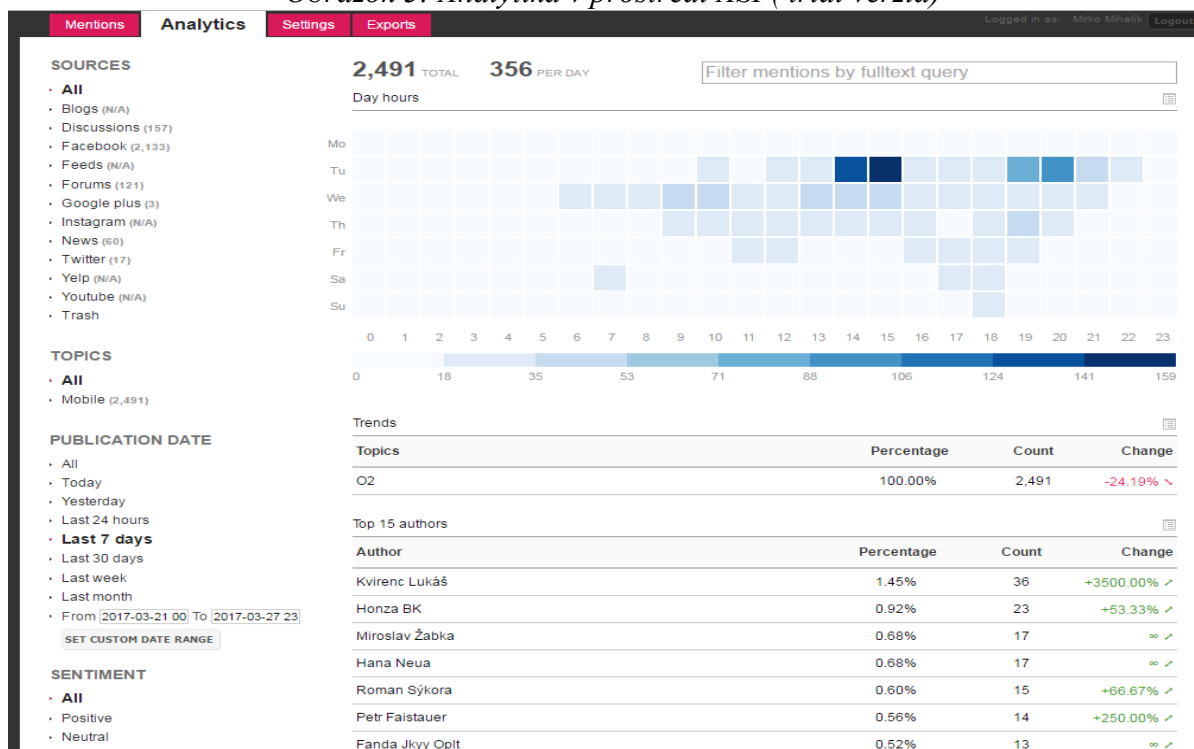 Obrázok 3: Analytika v prostredí ASP (trial verzia)
Mentions Analytics Settings Exports
Logged in as: Mirko Mihalík Logout
SOURCES
All
Blogs (N/A)
Discussions (157)
Facebook (2,133)
Feeds (N/A)
Forums (121)
Google plus (3)
Instagram (N/A)
News (60)
Twitter (17)
Yelp (N/A)
Youtube (N/A)
Trash
TOPICS
All
Mobile (2,491)
PUBLICATION DATE
All
Today
Yesterday
Last 24 hours
Last 7 days
Last 30 days
Last week
Last month
From 2017-03-21 00 To 2017-03-27 23
SET CUSTOM DATE RANGE
SENTIMENT
All
Positive
Neutral
2,491 TOTAL 356 PER DAY
Filter mentions by fulltext query
Day hours
Mo
Tu
We
Th
Fr
Sa
Su
0 1 2 3 4 5 6 7 8 9 10 11 12 13 14 15 16 17 18 19 20 21 22 23
0 18 35 53 71 88 106 124 141 159
Trends
Topics Percentage Count Change
O2 100.00% 2,491 -24.19%
Top 15 authors
Author Percentage Count Change
Kvirenc Lukáš 1.45% 36 +3500.00%
Honza BK 0.92% 23 +53.33%
Miroslav Žabka 0.68% 17 ∞
Hana Neua 0.68% 17 ∞
Roman Sýkora 0.60% 15 +66.67%
Petr Faistauer 0.56% 14 +250.00%
Fanda Jkyy Oplt 0.52% 13 ∞